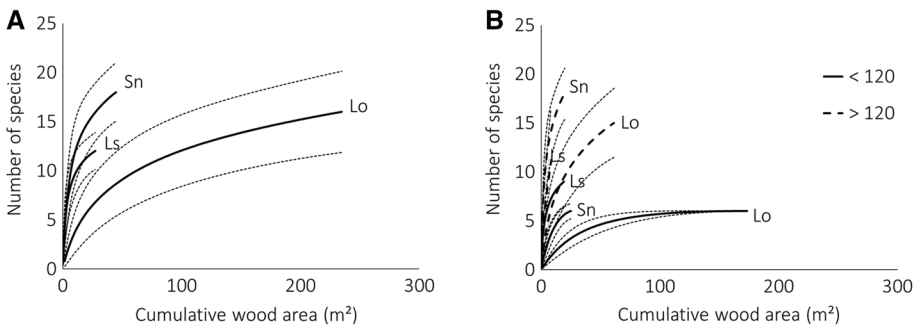 A
25
20
15
10
5
0
Number of species
Sn
Ls
Lo
0 100 200 300
Cumulative wood area (m²)
B
25
20
15
10
5
0
Number of species
Sn
Lo
Ls
Ls
Sn
Lo
< 120
> 120
0 100 200 300
Cumulative wood area (m²)